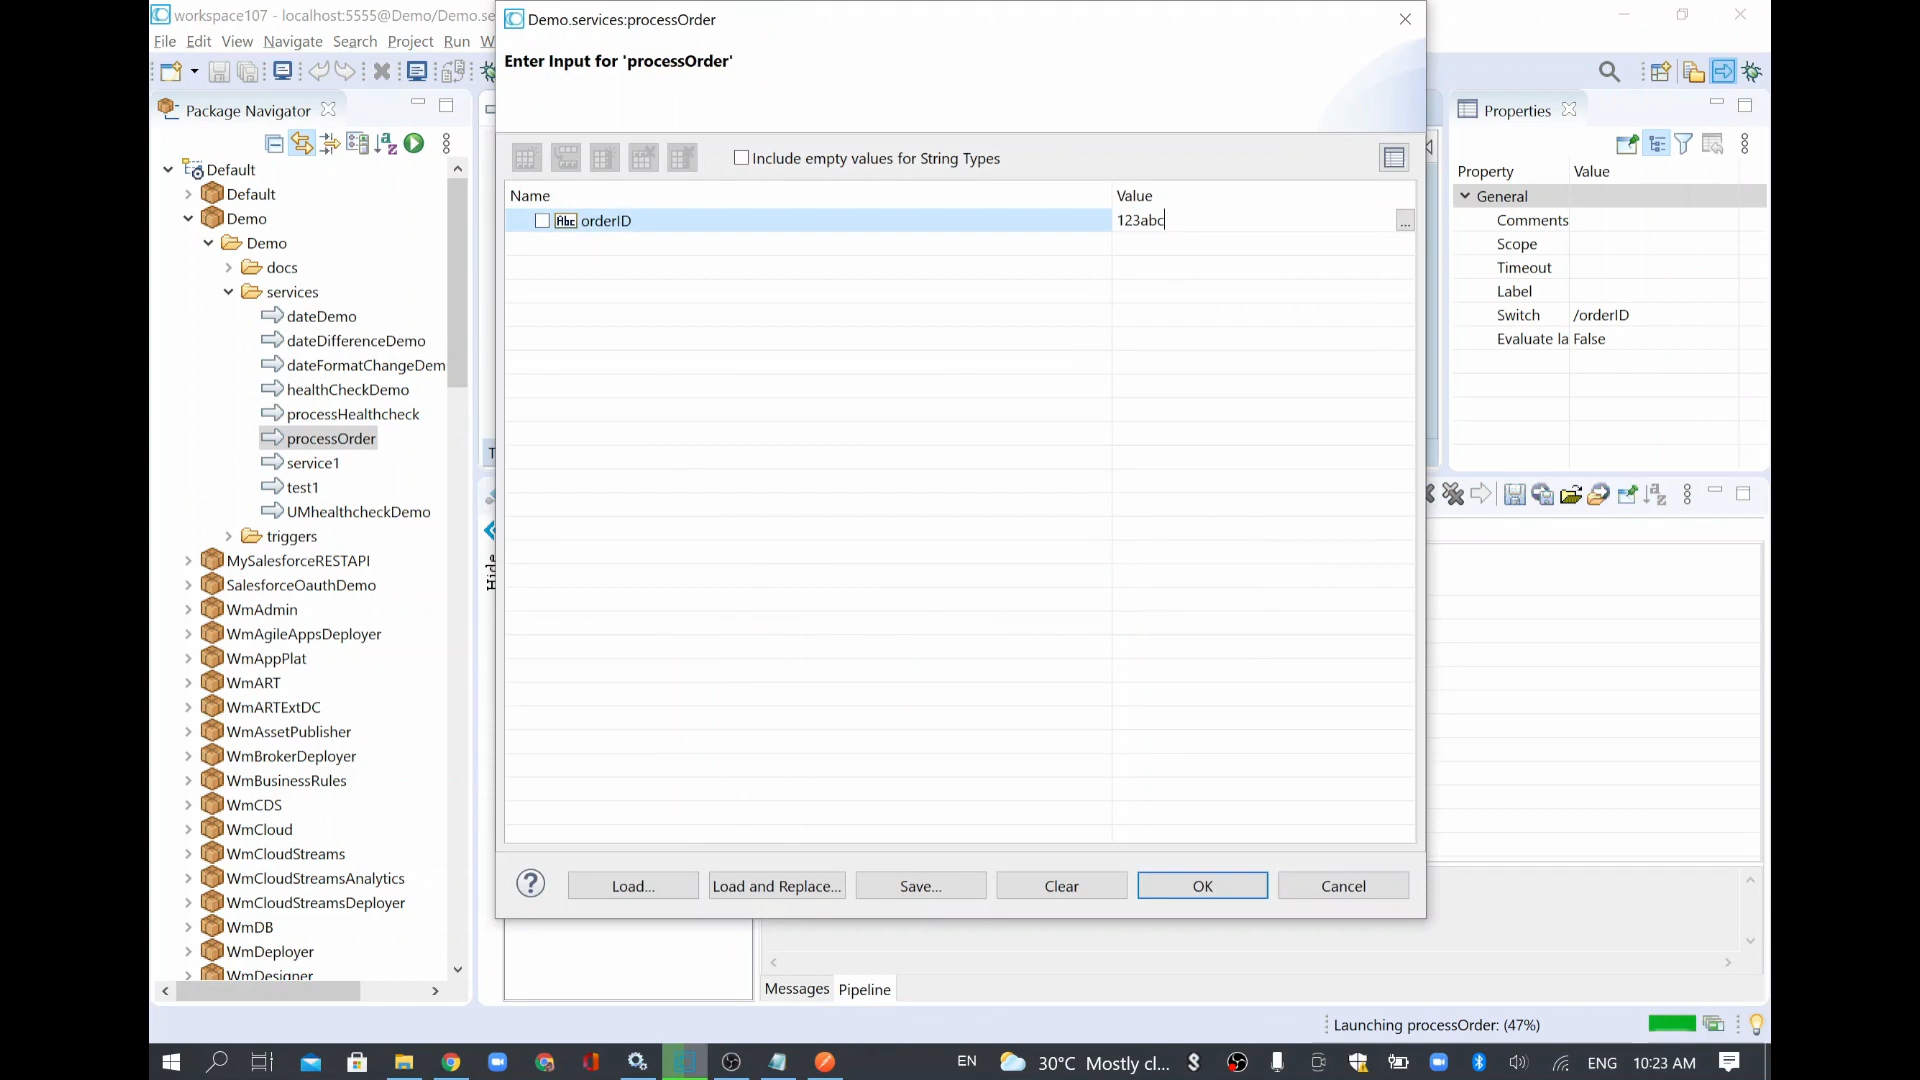 workspace107 - localhost:5555@Demo/Demo.se
File Edit View Navigate Search Project Run W
Package Navigator
Default
Default
Demo
Demo
docs
services
dateDemo
dateDifferenceDemo
dateFormatChangeDem
healthCheckDemo
processHealthcheck
processOrder
service1
test1
UMhealthcheckDemo
triggers
MySalesforceRESTAPI
SalesforceOauthDemo
WmAdmin
WmAgileAppsDeployer
WmAppPlat
WmART
WmARTExtDC
WmAssetPublisher
WmBrokerDeployer
WmBusinessRules
WmCDS
WmCloud
WmCloudStreams
WmCloudStreamsAnalytics
WmCloudStreamsDeployer
WmDB
WmDeployer
WmDesigner
Demo.services:processOrder
Enter Input for 'processOrder'
Include empty values for String Types
Name Value
Abc orderID 123abc ...
Load... Load and Replace... Save... Clear OK Cancel
T
Hide
Messages Pipeline
Properties
Property Value
General
Comments
Scope
Timeout
Label
Switch /orderID
Evaluate la False
Launching processOrder: (47%)
EN 30°C Mostly cl... ENG 10:23 AM